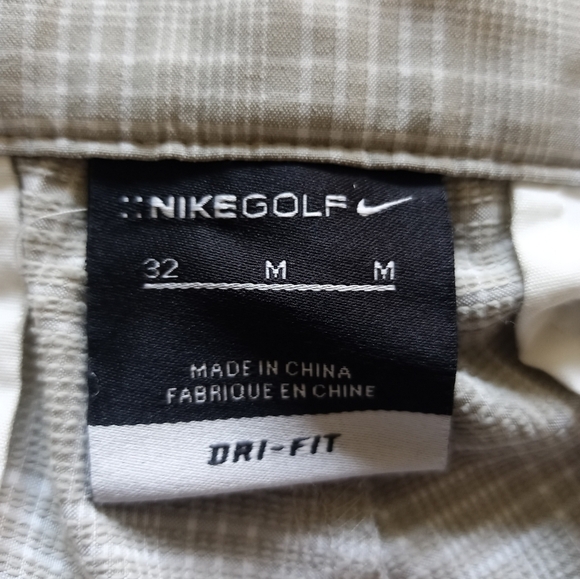 NIKEGOLF
32 M M
MADE IN CHINA
FABRIQUE EN CHINE
DRI-FIT